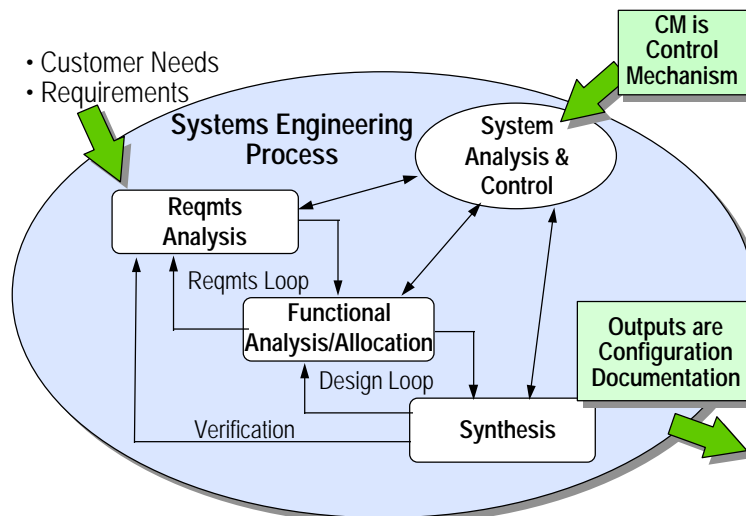 • Customer Needs
• Requirements
CM is
Control
Mechanism
Systems Engineering
Process
System
Analysis &
Control
Reqmts
Analysis
Reqmts Loop
Functional
Analysis/Allocation
Outputs are
Configuration
Documentation
Design Loop
Verification
Synthesis